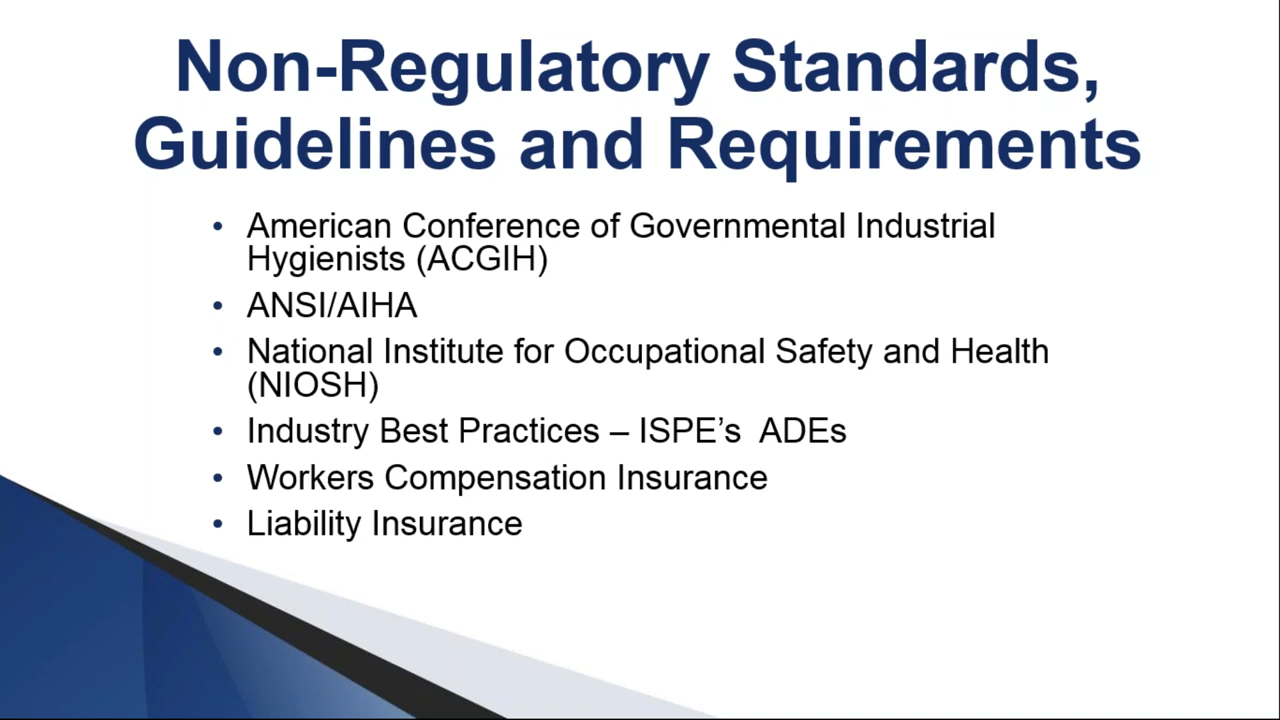 Non-Regulatory Standards,
Guidelines and Requirements
• American Conference of Governmental Industrial
Hygienists (ACGIH)
• ANSI/AIHA
• National Institute for Occupational Safety and Health
(NIOSH)
• Industry Best Practices – ISPE’s  ADEs
• Workers Compensation Insurance
• Liability Insurance